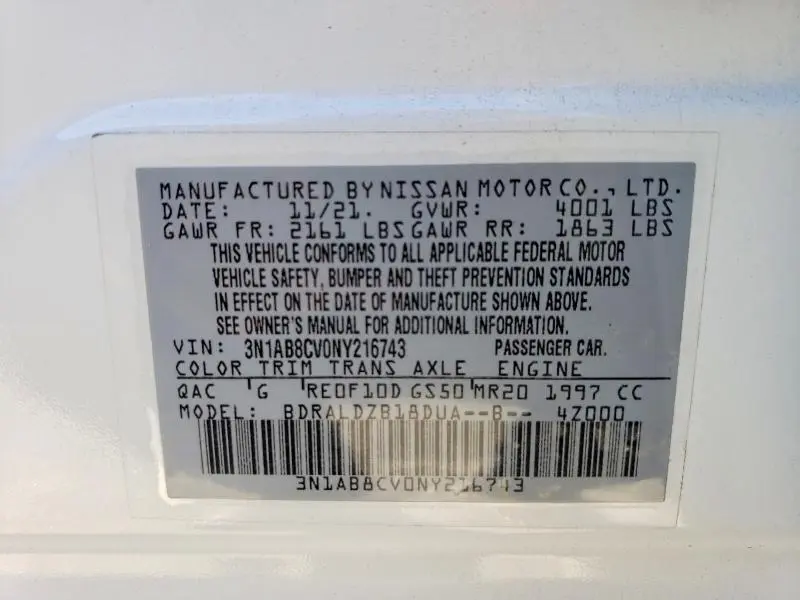 MANUFACTURED BY NISSAN MOTOR CO., LTD.
DATE: 11/21. GVWR: 4001 LBS
GAWR FR: 2161 LBS GAWR RR: 1863 LBS
THIS VEHICLE CONFORMS TO ALL APPLICABLE FEDERAL MOTOR
VEHICLE SAFETY, BUMPER AND THEFT PREVENTION STANDARDS
IN EFFECT ON THE DATE OF MANUFACTURE SHOWN ABOVE.
SEE OWNER'S MANUAL FOR ADDITIONAL INFORMATION.
VIN: 3N1AB8CV0NY216743 PASSENGER CAR.
COLOR TRIM TRANS AXLE ENGINE
QAC G RE0F10D GS50 MR20 1997 CC
MODEL: BDRALDZB18DUA--B-- 4Z000
3N1AB8CV0NY216743